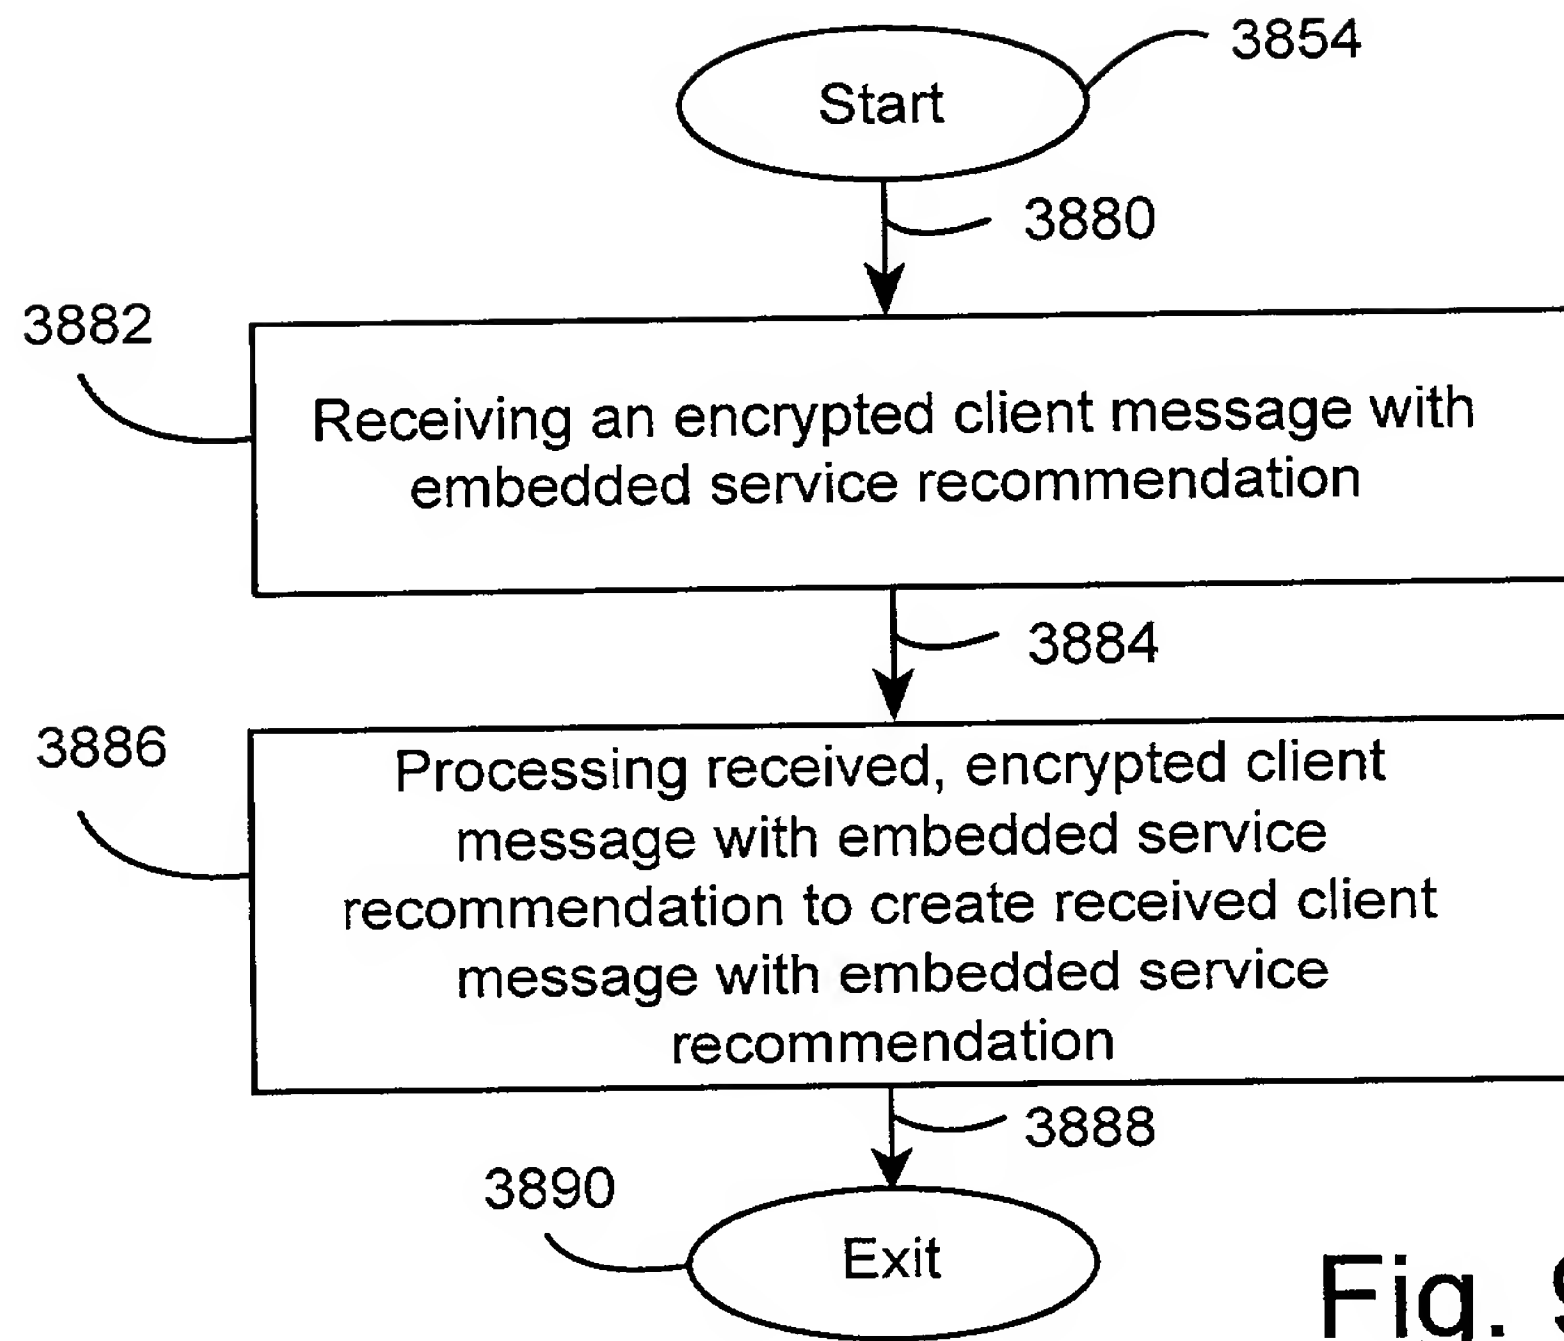 3854
Start
3880
3882
Receiving an encrypted client message with
embedded service recommendation
3884
3886
Processing received, encrypted client
message with embedded service
recommendation to create received client
message with embedded service
recommendation
3888
3890
Exit
Fig.